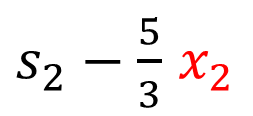 s₂ − 5/3 x₂